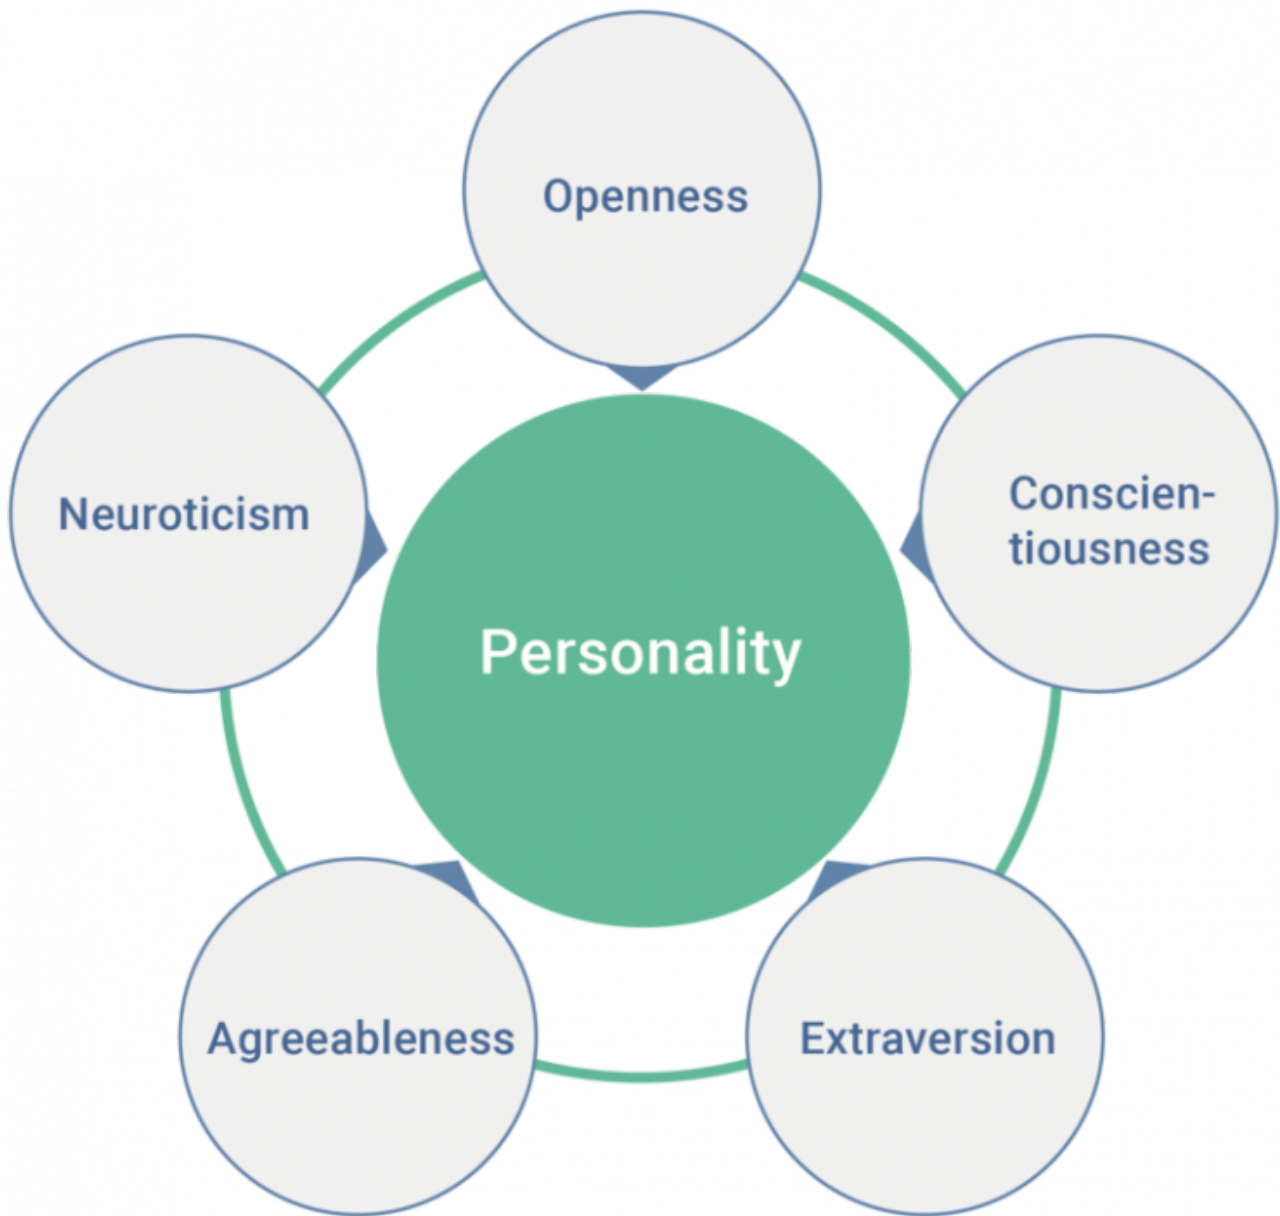 Openness
Neuroticism
Conscien-
tiousness
Personality
Agreeableness
Extraversion